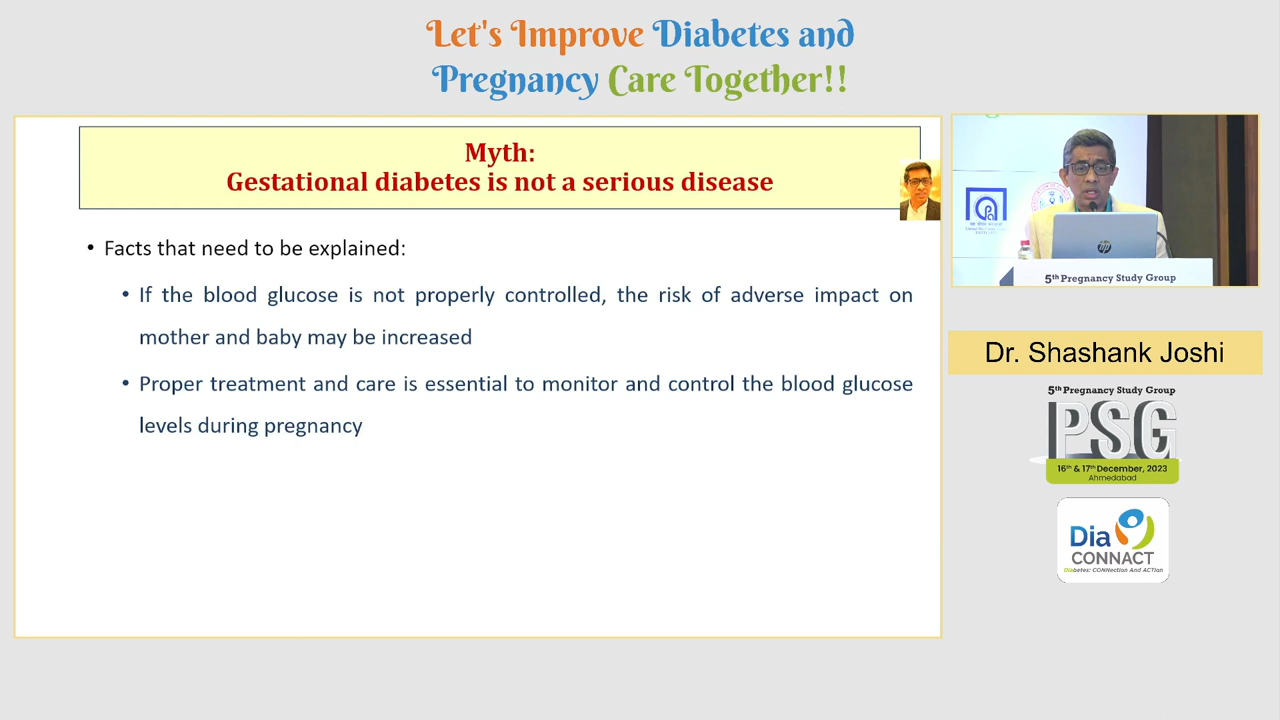 Let's Improve Diabetes and
Pregnancy Care Together!!
Myth:
Gestational diabetes is not a serious disease
• Facts that need to be explained:
• If the blood glucose is not properly controlled, the risk of adverse impact on
mother and baby may be increased
• Proper treatment and care is essential to monitor and control the blood glucose
levels during pregnancy
hp
5th Pregnancy Study Group
Dr. Shashank Joshi
5th Pregnancy Study Group
PSG
16th & 17th December, 2023
Ahmedabad
Dia
CONNACT
Diabetes: CONNection And ACTion